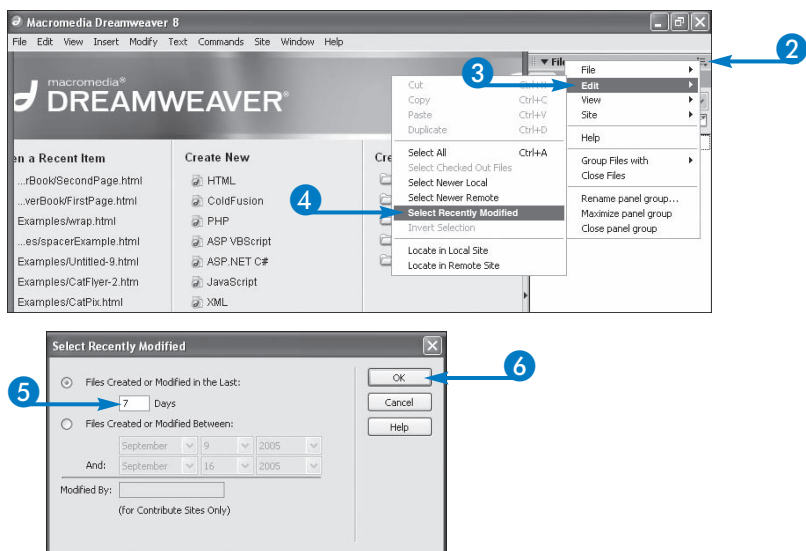 Macromedia Dreamweaver 8
File Edit View Insert Modify Text Commands Site Window Help
2
3
macromedia®
DREAMWEAVER®
▼ File
File
Edit
View
Site
Help
Group Files with
Close Files
Rename panel group...
Maximize panel group
Close panel group
Cut
Copy Ctrl+C
Paste Ctrl+V
Duplicate Ctrl+D
Select All Ctrl+A
Select Checked Out Files
Select Newer Local
Select Newer Remote
4
Select Recently Modified
Invert Selection
Locate in Local Site
Locate in Remote Site
en a Recent Item
...rBook/SecondPage.html
...verBook/FirstPage.html
Examples/wrap.html
...es/spacerExample.html
Examples/Untitled-9.html
Examples/CatFlyer-2.htm
Examples/CatPix.html
Create New
HTML
ColdFusion
PHP
ASP VBScript
ASP.NET C#
JavaScript
XML
Cre
Select Recently Modified
Files Created or Modified in the Last:
5
7 Days
Files Created or Modified Between:
September 9 2005
And: September 16 2005
Modified By:
(for Contribute Sites Only)
OK
6
Cancel
Help